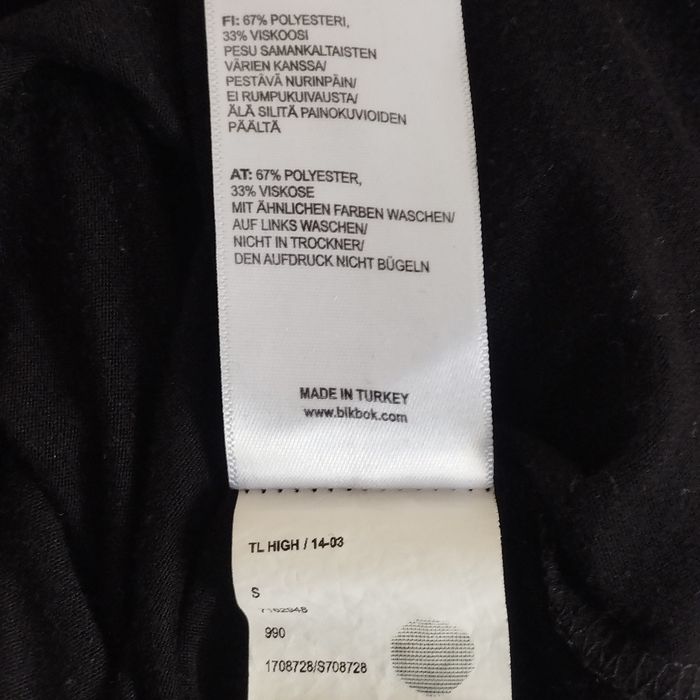 FI: 67% POLYESTERI,
33% VISKOOSI
PESU SAMANKALTAISTEN
VÄRIEN KANSSA/
PESTÄVÄ NURINPÄIN/
EI RUMPUKUIVAUSTA/
ÄLÄ SILITÄ PAINOKUVIOIDEN
PÄÄLTÄ
AT: 67% POLYESTER,
33% VISKOSE
MIT ÄHNLICHEN FARBEN WASCHEN/
AUF LINKS WASCHEN/
NICHT IN TROCKNER/
DEN AUFDRUCK NICHT BÜGELN
MADE IN TURKEY
www.bikbok.com
TL HIGH / 14-03
S
990
1708728/S708728